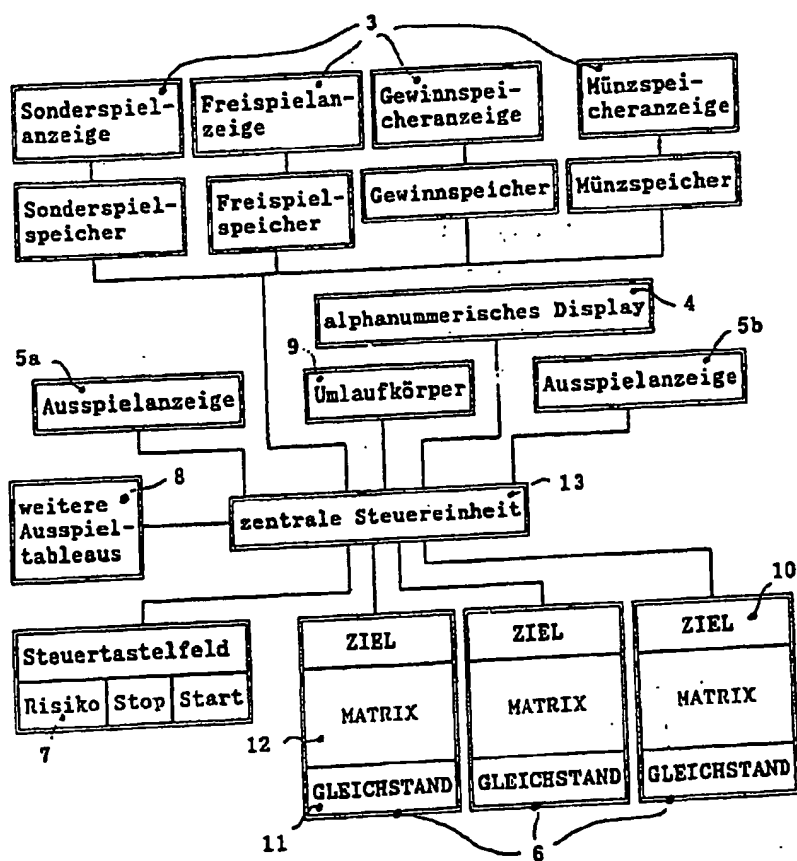 3
Sonderspiel-
anzeige
Freispielan-
zeige
Gewinnspei-
cheranzeige
Münzspei-
cheranzeige
Sonderspiel-
speicher
Freispiel-
speicher
Gewinnspeicher
Münzspeicher
alphanummerisches Display
4
5a
9
5b
Ausspielanzeige
Umlaufkörper
Ausspielanzeige
8
13
weitere
Ausspiel-
tableaus
zentrale Steuereinheit
10
Steuertastelfeld
Risiko Stop Start
7
ZIEL
MATRIX
GLEICHSTAND
ZIEL
MATRIX
GLEICHSTAND
ZIEL
MATRIX
GLEICHSTAND
12
11
6